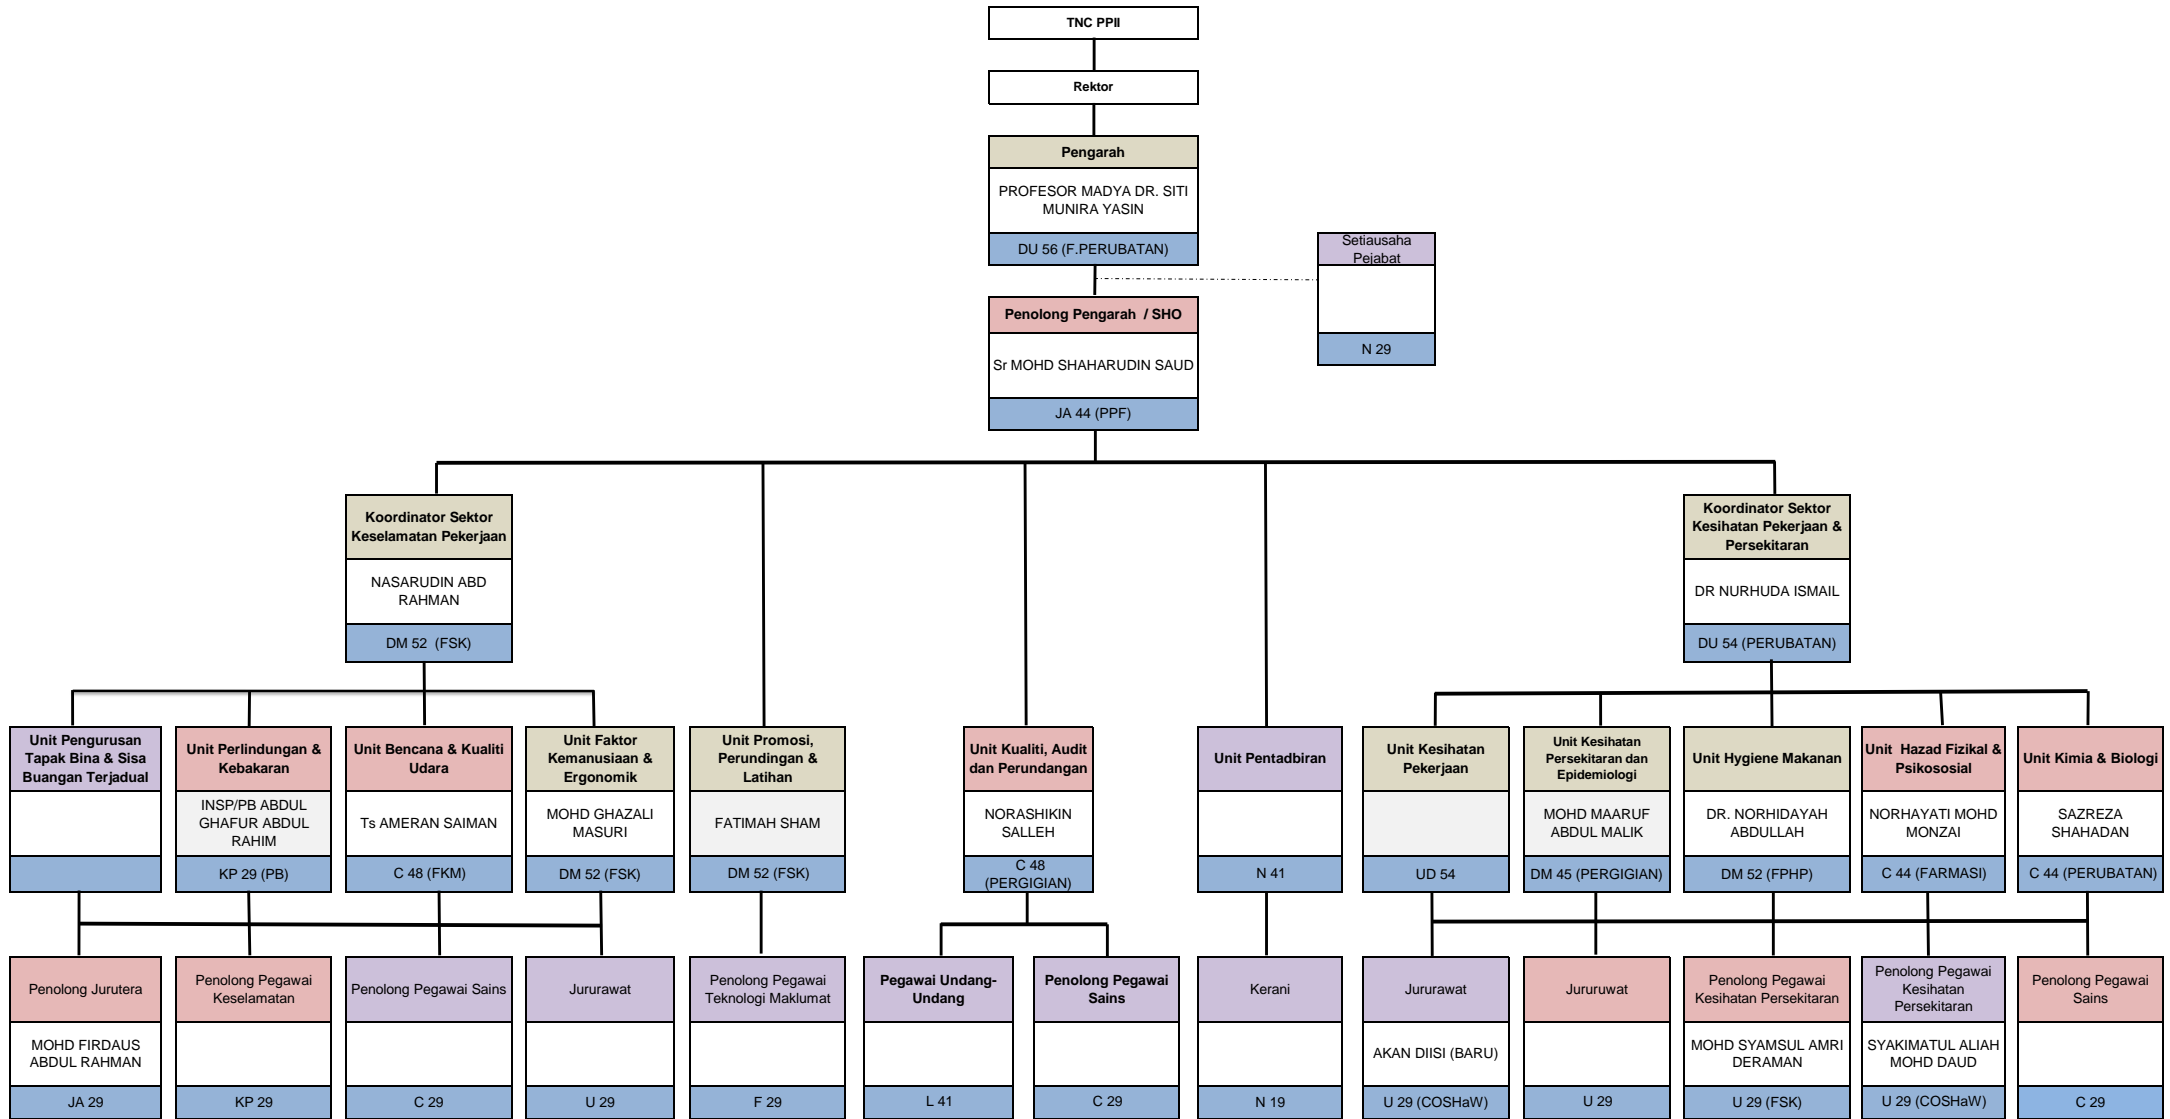 TNC PPII
Rektor
Pengarah
PROFESOR MADYA DR. SITI
MUNIRA YASIN
DU 56 (F.PERUBATAN)
Setiausaha
Pejabat
N 29
Penolong Pengarah / SHO
Sr MOHD SHAHARUDIN SAUD
JA 44 (PPF)
Koordinator Sektor
Keselamatan Pekerjaan
NASARUDIN ABD
RAHMAN
DM 52 (FSK)
Koordinator Sektor
Kesihatan Pekerjaan &
Persekitaran
DR NURHUDA ISMAIL
DU 54 (PERUBATAN)
Unit Pengurusan
Tapak Bina & Sisa
Buangan Terjadual
Unit Perlindungan &
Kebakaran
INSP/PB ABDUL
GHAFUR ABDUL
RAHIM
KP 29 (PB)
Unit Bencana & Kualiti
Udara
Ts AMERAN SAIMAN
C 48 (FKM)
Unit Faktor
Kemanusiaan &
Ergonomik
MOHD GHAZALI
MASURI
DM 52 (FSK)
Unit Promosi,
Perundingan &
Latihan
FATIMAH SHAM
DM 52 (FSK)
Unit Kualiti, Audit
dan Perundangan
NORASHIKIN
SALLEH
C 48
(PERGIGIAN)
Unit Pentadbiran
N 41
Unit Kesihatan
Pekerjaan
UD 54
Unit Kesihatan
Persekitaran dan
Epidemiologi
MOHD MAARUF
ABDUL MALIK
DM 45 (PERGIGIAN)
Unit Hygiene Makanan
DR. NORHIDAYAH
ABDULLAH
DM 52 (FPHP)
Unit Hazad Fizikal &
Psikososial
NORHAYATI MOHD
MONZAI
C 44 (FARMASI)
Unit Kimia & Biologi
SAZREZA
SHAHADAN
C 44 (PERUBATAN)
Penolong Jurutera
MOHD FIRDAUS
ABDUL RAHMAN
JA 29
Penolong Pegawai
Keselamatan
KP 29
Penolong Pegawai Sains
C 29
Jururawat
U 29
Penolong Pegawai
Teknologi Maklumat
F 29
Pegawai Undang-
Undang
L 41
Penolong Pegawai
Sains
C 29
Kerani
N 19
Jururawat
AKAN DIISI (BARU)
U 29 (COSHaW)
Jururuwat
U 29
Penolong Pegawai
Kesihatan Persekitaran
MOHD SYAMSUL AMRI
DERAMAN
U 29 (FSK)
Penolong Pegawai
Kesihatan
Persekitaran
SYAKIMATUL ALIAH
MOHD DAUD
U 29 (COSHaW)
Penolong Pegawai
Sains
C 29